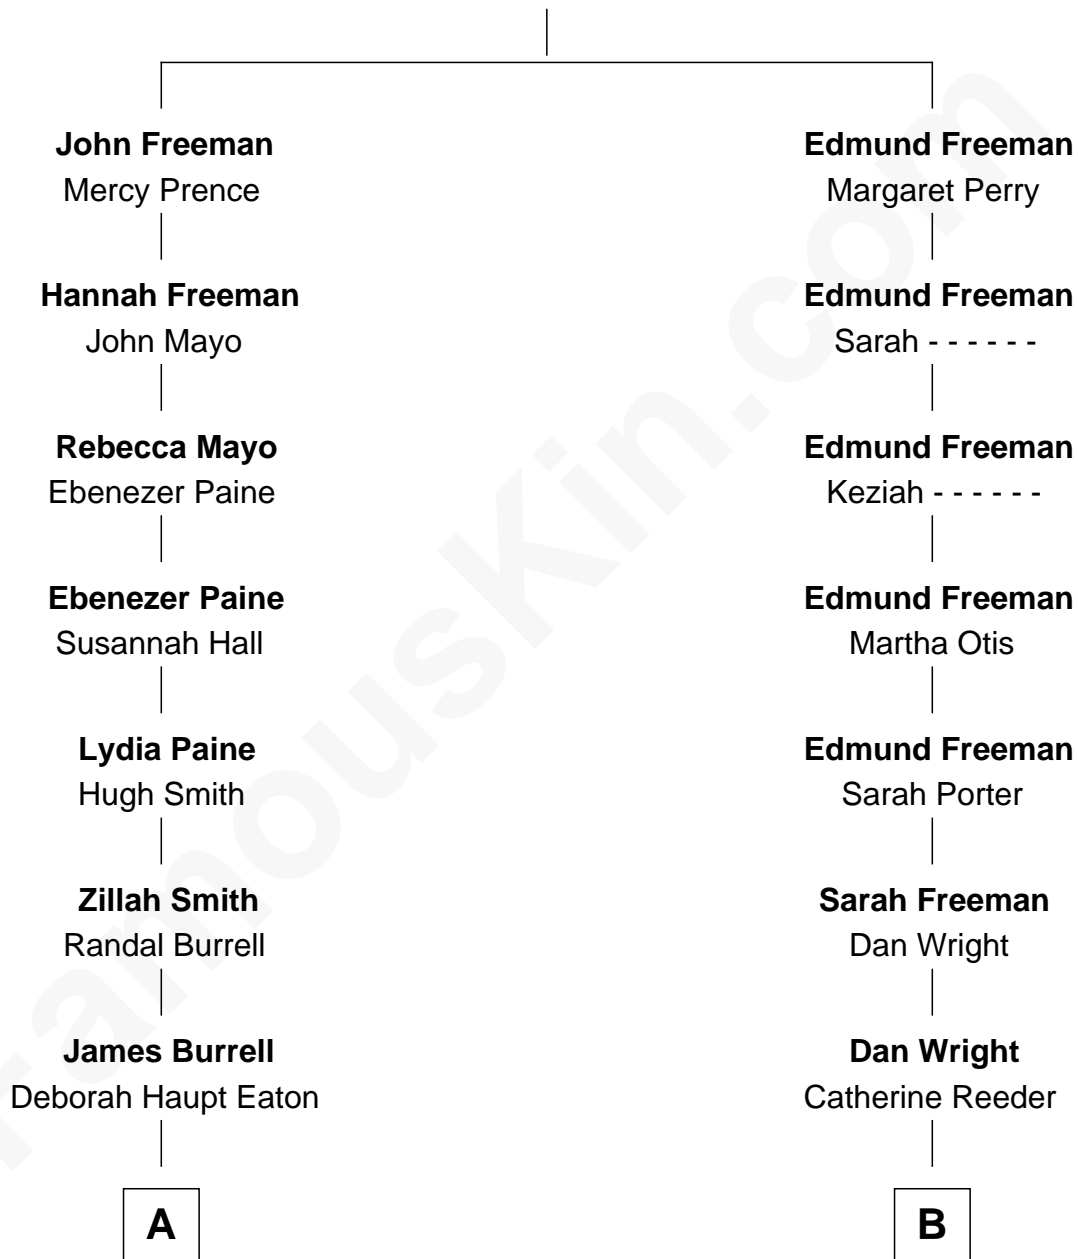 John Freeman
Mercy Prence
Hannah Freeman
John Mayo
Rebecca Mayo
Ebenezer Paine
Ebenezer Paine
Susannah Hall
Lydia Paine
Hugh Smith
Zillah Smith
Randal Burrell
James Burrell
Deborah Haupt Eaton
A
Edmund Freeman
Margaret Perry
Edmund Freeman
Sarah - - - - - -
Edmund Freeman
Keziah - - - - - -
Edmund Freeman
Martha Otis
Edmund Freeman
Sarah Porter
Sarah Freeman
Dan Wright
Dan Wright
Catherine Reeder
B
FamousKin.com